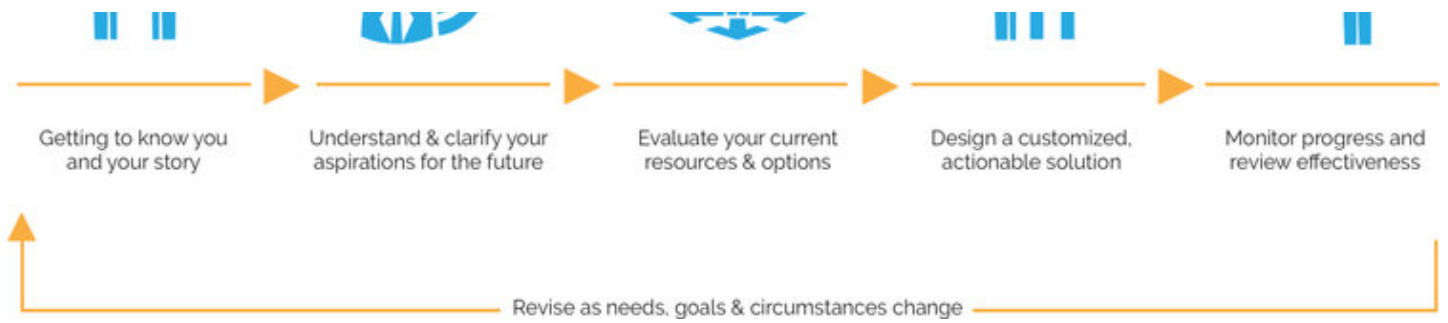 Getting to know you
and your story
Understand & clarify your
aspirations for the future
Evaluate your current
resources & options
Design a customized,
actionable solution
Monitor progress and
review effectiveness
Revise as needs, goals & circumstances change